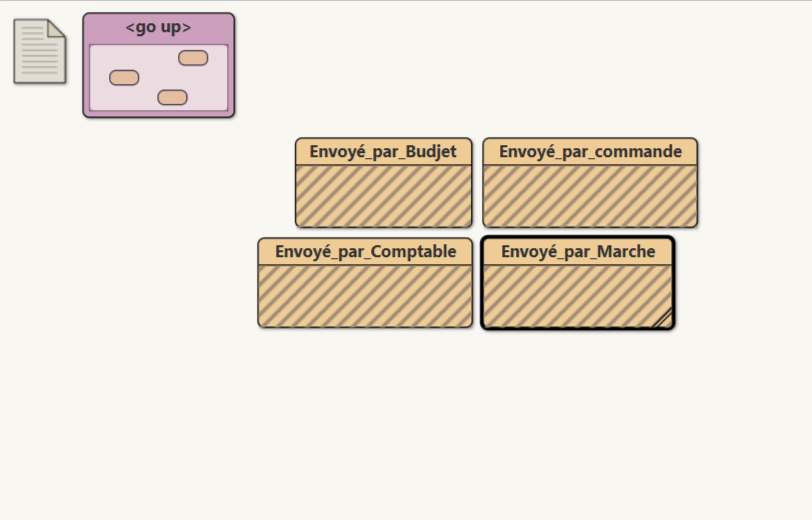 <go up>
Envoyé_par_Budjet
Envoyé_par_commande
Envoyé_par_Comptable
Envoyé_par_Marche